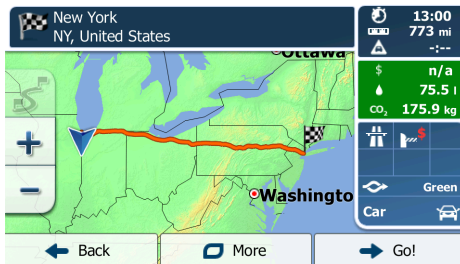 New York
NY, United States
13:00
773 mi
-:--
$ n/a
75.5 l
CO₂ 175.9 kg
Ottawa
$
Washingto
Green
Car
Back
More
Go!